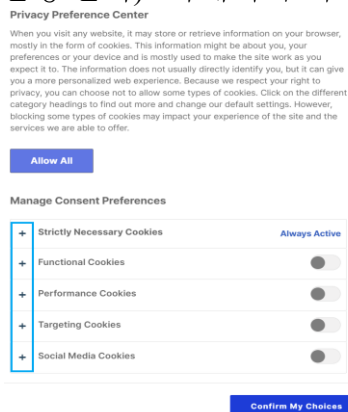 Privacy Preference Center
When you visit any website, it may store or retrieve information on your browser,
mostly in the form of cookies. This information might be about you, your
preferences or your device and is mostly used to make the site work as you
expect it to. The information does not usually directly identify you, but it can give
you a more personalized web experience. Because we respect your right to
privacy, you can choose not to allow some types of cookies. Click on the different
category headings to find out more and change our default settings. However,
blocking some types of cookies may impact your experience of the site and the
services we are able to offer.
Allow All
Manage Consent Preferences
+ Strictly Necessary Cookies Always Active
+ Functional Cookies
+ Performance Cookies
+ Targeting Cookies
+ Social Media Cookies
Confirm My Choices